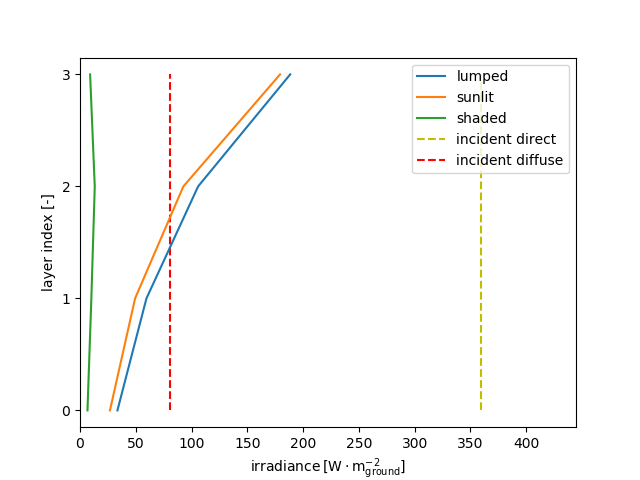 lumped
sunlit
shaded
incident direct
incident diffuse
3
2
1
0
layer index [-]
0 50 100 150 200 250 300 350 400
irradiance [W · m⁻²_ground]